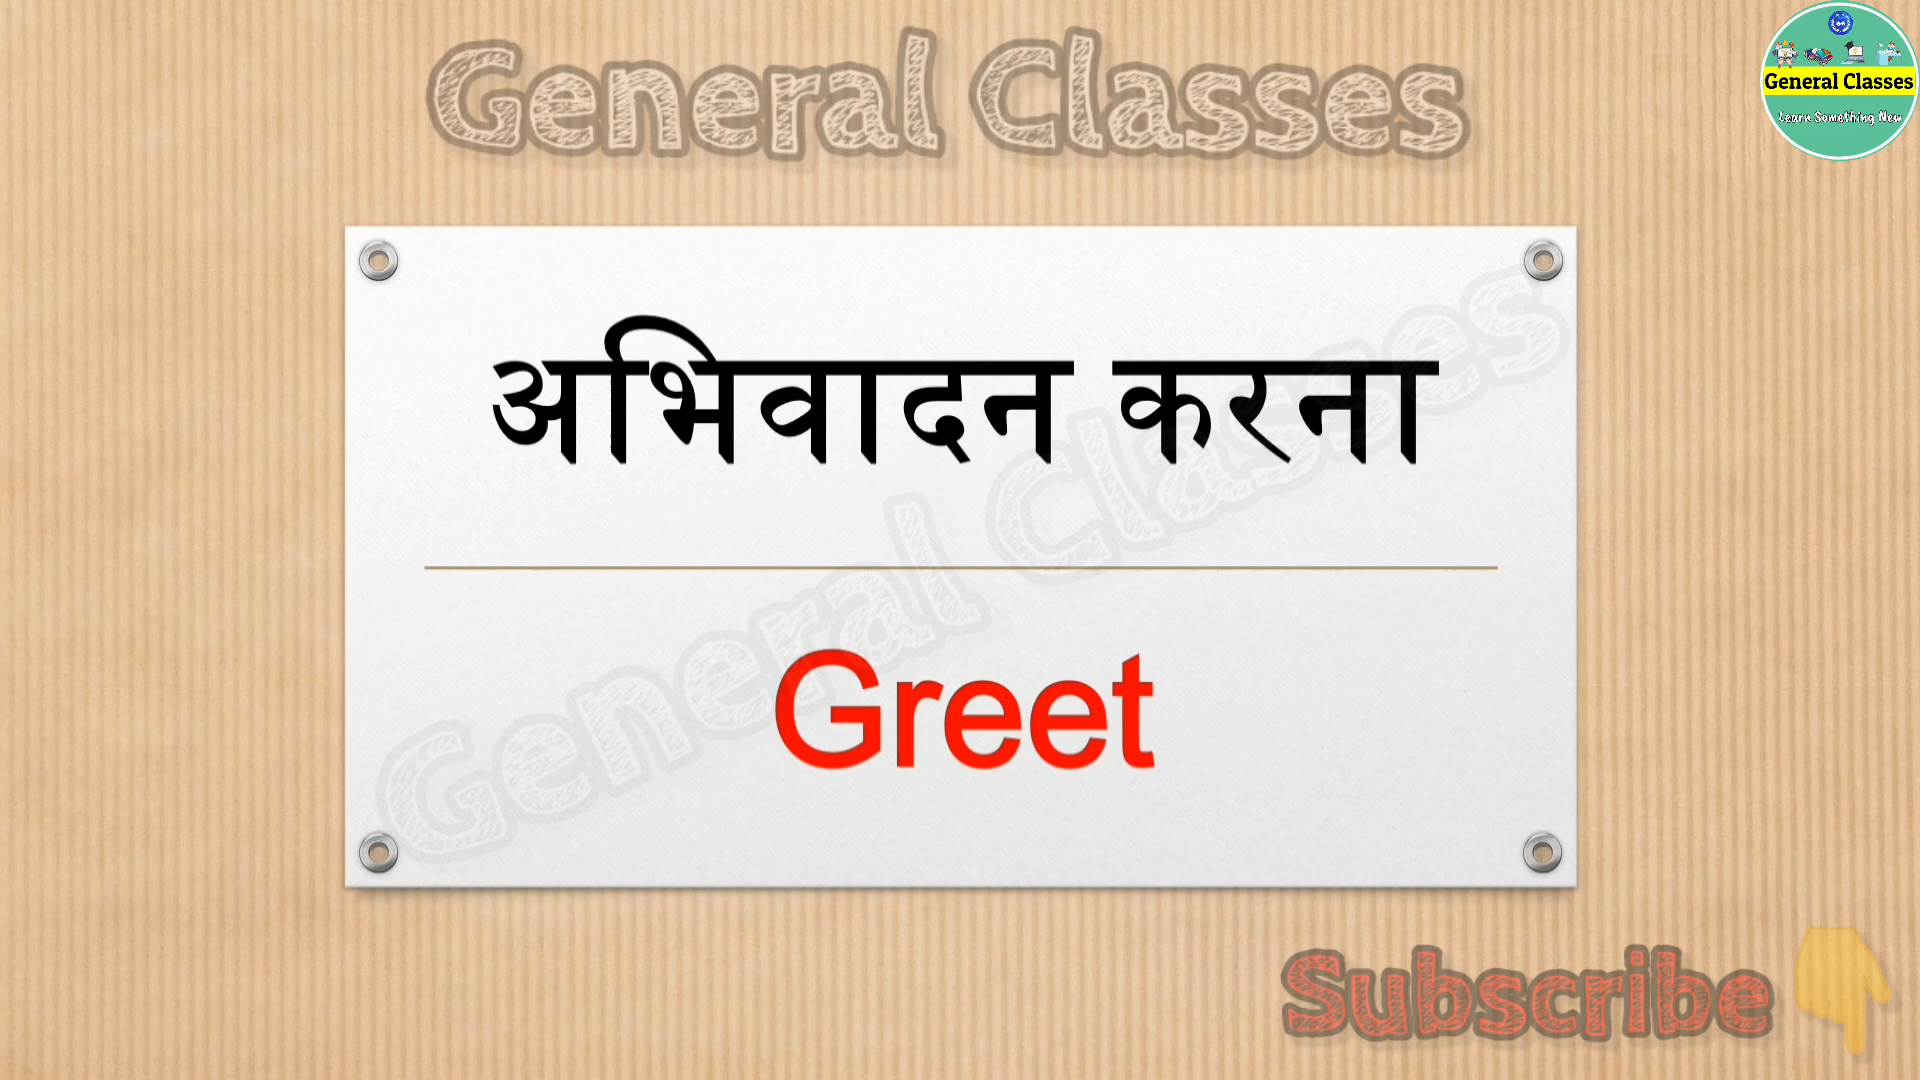 General Classes
General Classes
Learn Something New
अभिवादन करना
General Classes
Greet
Subscribe